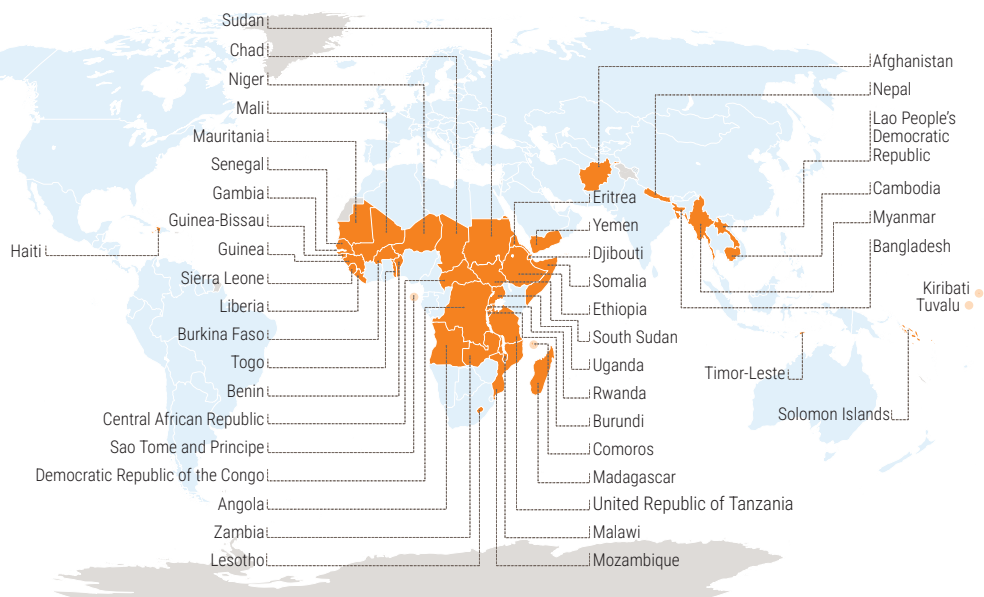 Sudan
Chad
Niger
Mali
Mauritania
Senegal
Gambia
Guinea-Bissau
Haiti
Guinea
Sierra Leone
Liberia
Burkina Faso
Togo
Benin
Central African Republic
Sao Tome and Principe
Democratic Republic of the Congo
Angola
Zambia
Lesotho
Eritrea
Yemen
Djibouti
Somalia
Ethiopia
South Sudan
Uganda
Rwanda
Burundi
Comoros
Madagascar
United Republic of Tanzania
Malawi
Mozambique
Afghanistan
Nepal
Lao People's
Democratic
Republic
Cambodia
Myanmar
Bangladesh
Kiribati
Tuvalu
Timor-Leste
Solomon Islands